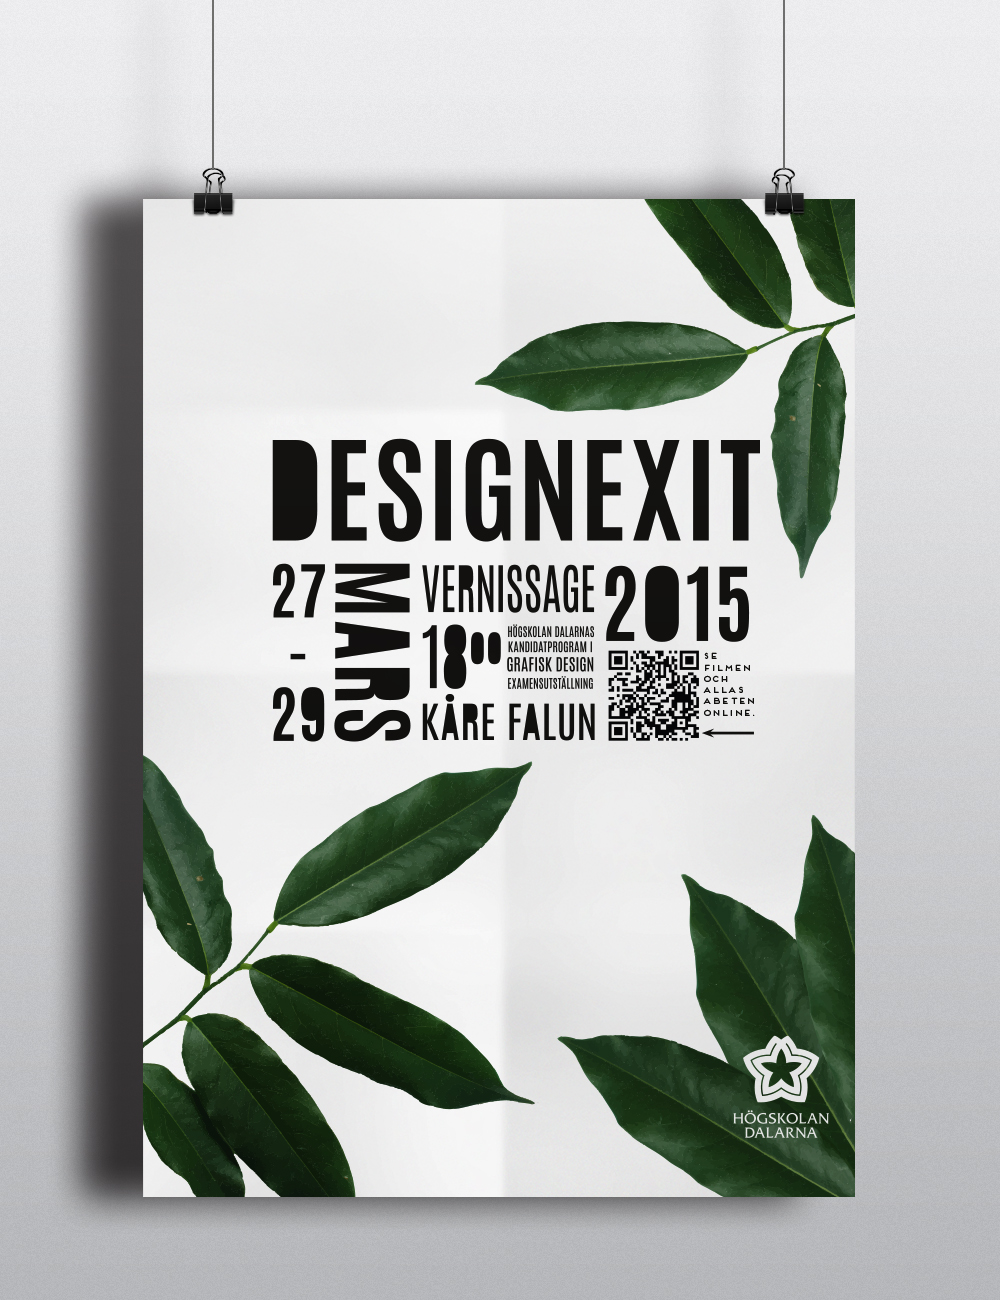 DESIGNEXIT
27
-
29
MARS
VERNISSAGE
18"
HÖGSKOLAN DALARNAS
KANDIDATPROGRAM I
GRAFISK DESIGN
EXAMENSUTSTÄLLNING
KÅRE FALUN
2015
SE
FILMEN
OCH
ALLAS
ABETEN
ONLINE.
HÖGSKOLAN
DALARNA